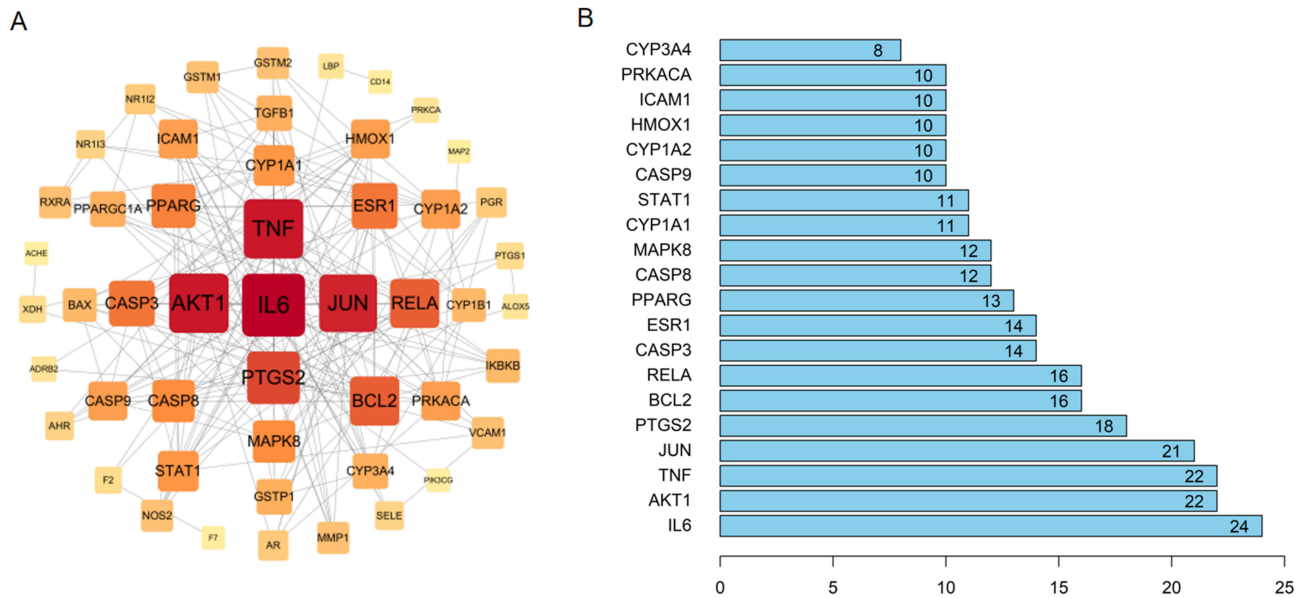 A
GSTM1
GSTM2
LBP
CD14
NR1I2
TGFB1
PRKCA
NR1I3
ICAM1
HMOX1
MAP2
CYP1A1
RXRA
PPARGC1A
PPARG
ESR1
CYP1A2
PGR
TNF
ACHE
PTGS1
XDH
BAX
CASP3
AKT1
IL6
JUN
RELA
CYP1B1
ALOX5
ADRB2
PTGS2
IKBKB
CASP9
CASP8
BCL2
PRKACA
AHR
MAPK8
VCAM1
STAT1
CYP3A4
F2
PIK3CG
GSTP1
NOS2
SELE
F7
AR
MMP1
B
CYP3A4 8
PRKACA 10
ICAM1 10
HMOX1 10
CYP1A2 10
CASP9 10
STAT1 11
CYP1A1 11
MAPK8 12
CASP8 12
PPARG 13
ESR1 14
CASP3 14
RELA 16
BCL2 16
PTGS2 18
JUN 21
TNF 22
AKT1 22
IL6 24
0 5 10 15 20 25